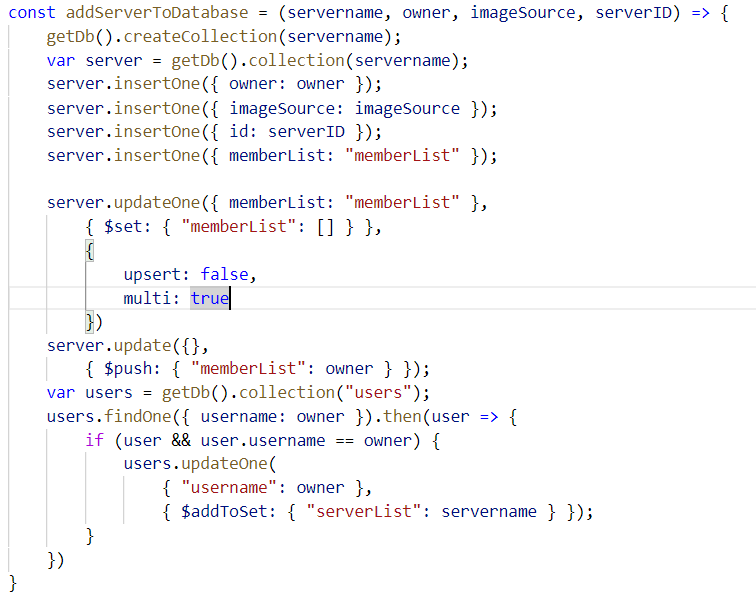 const addServerToDatabase = (servername, owner, imageSource, serverID) => {
    getDb().createCollection(servername);
    var server = getDb().collection(servername);
    server.insertOne({ owner: owner });
    server.insertOne({ imageSource: imageSource });
    server.insertOne({ id: serverID });
    server.insertOne({ memberList: "memberList" });

    server.updateOne({ memberList: "memberList" },
        { $set: { "memberList": [] } },
        {
            upsert: false,
            multi: true
        })
    server.update({},
        { $push: { "memberList": owner } });
    var users = getDb().collection("users");
    users.findOne({ username: owner }).then(user => {
        if (user && user.username == owner) {
            users.updateOne(
                { "username": owner },
                { $addToSet: { "serverList": servername } });
        }
    })
}